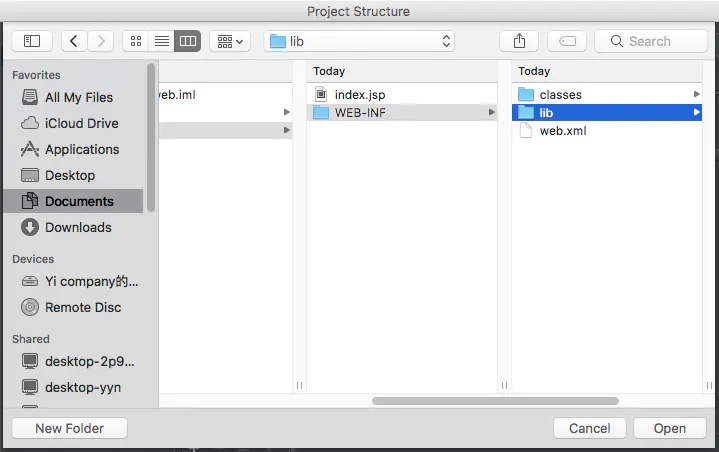 Project Structure
lib
Search
Favorites
All My Files
iCloud Drive
Applications
Desktop
Documents
Downloads
Devices
Yi company的...
Remote Disc
Shared
desktop-2p9...
desktop-yyn
web.iml
Today
index.jsp
WEB-INF
Today
classes
lib
web.xml
New Folder
Cancel
Open